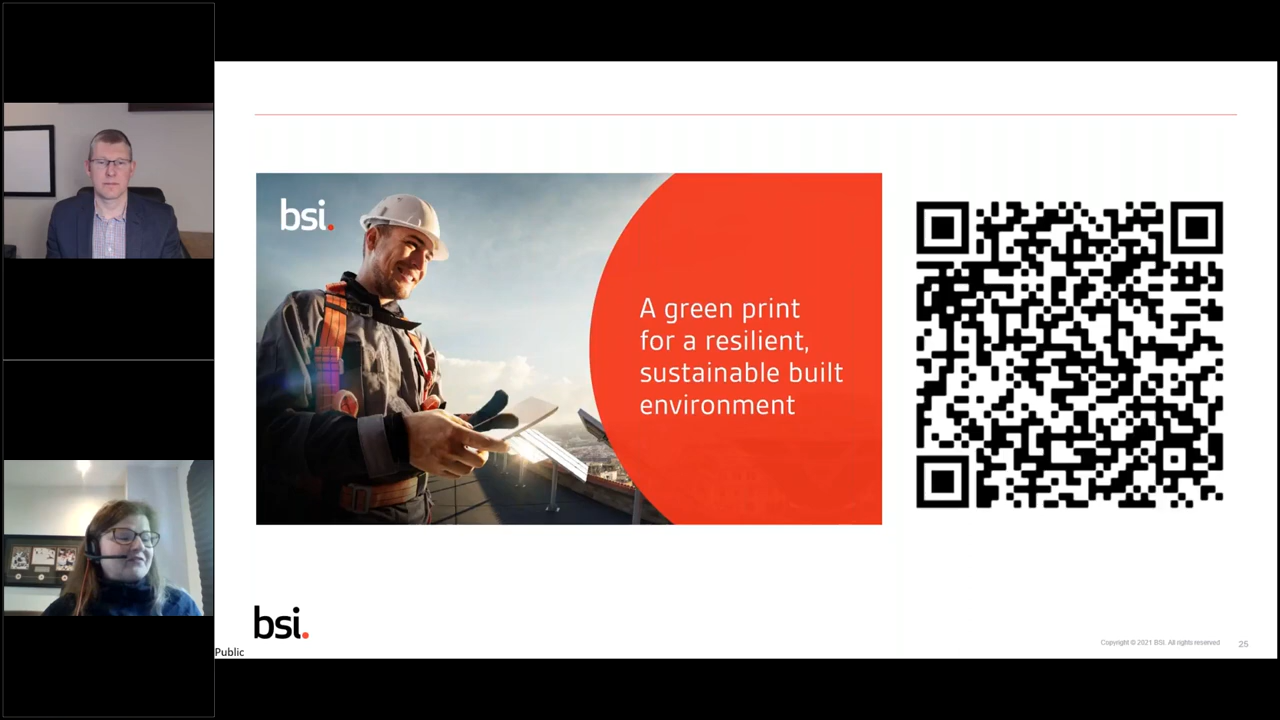 bsi.
A green print
for a resilient,
sustainable built
environment
bsi.
Public
Copyright © 2021 BSI. All rights reserved
25